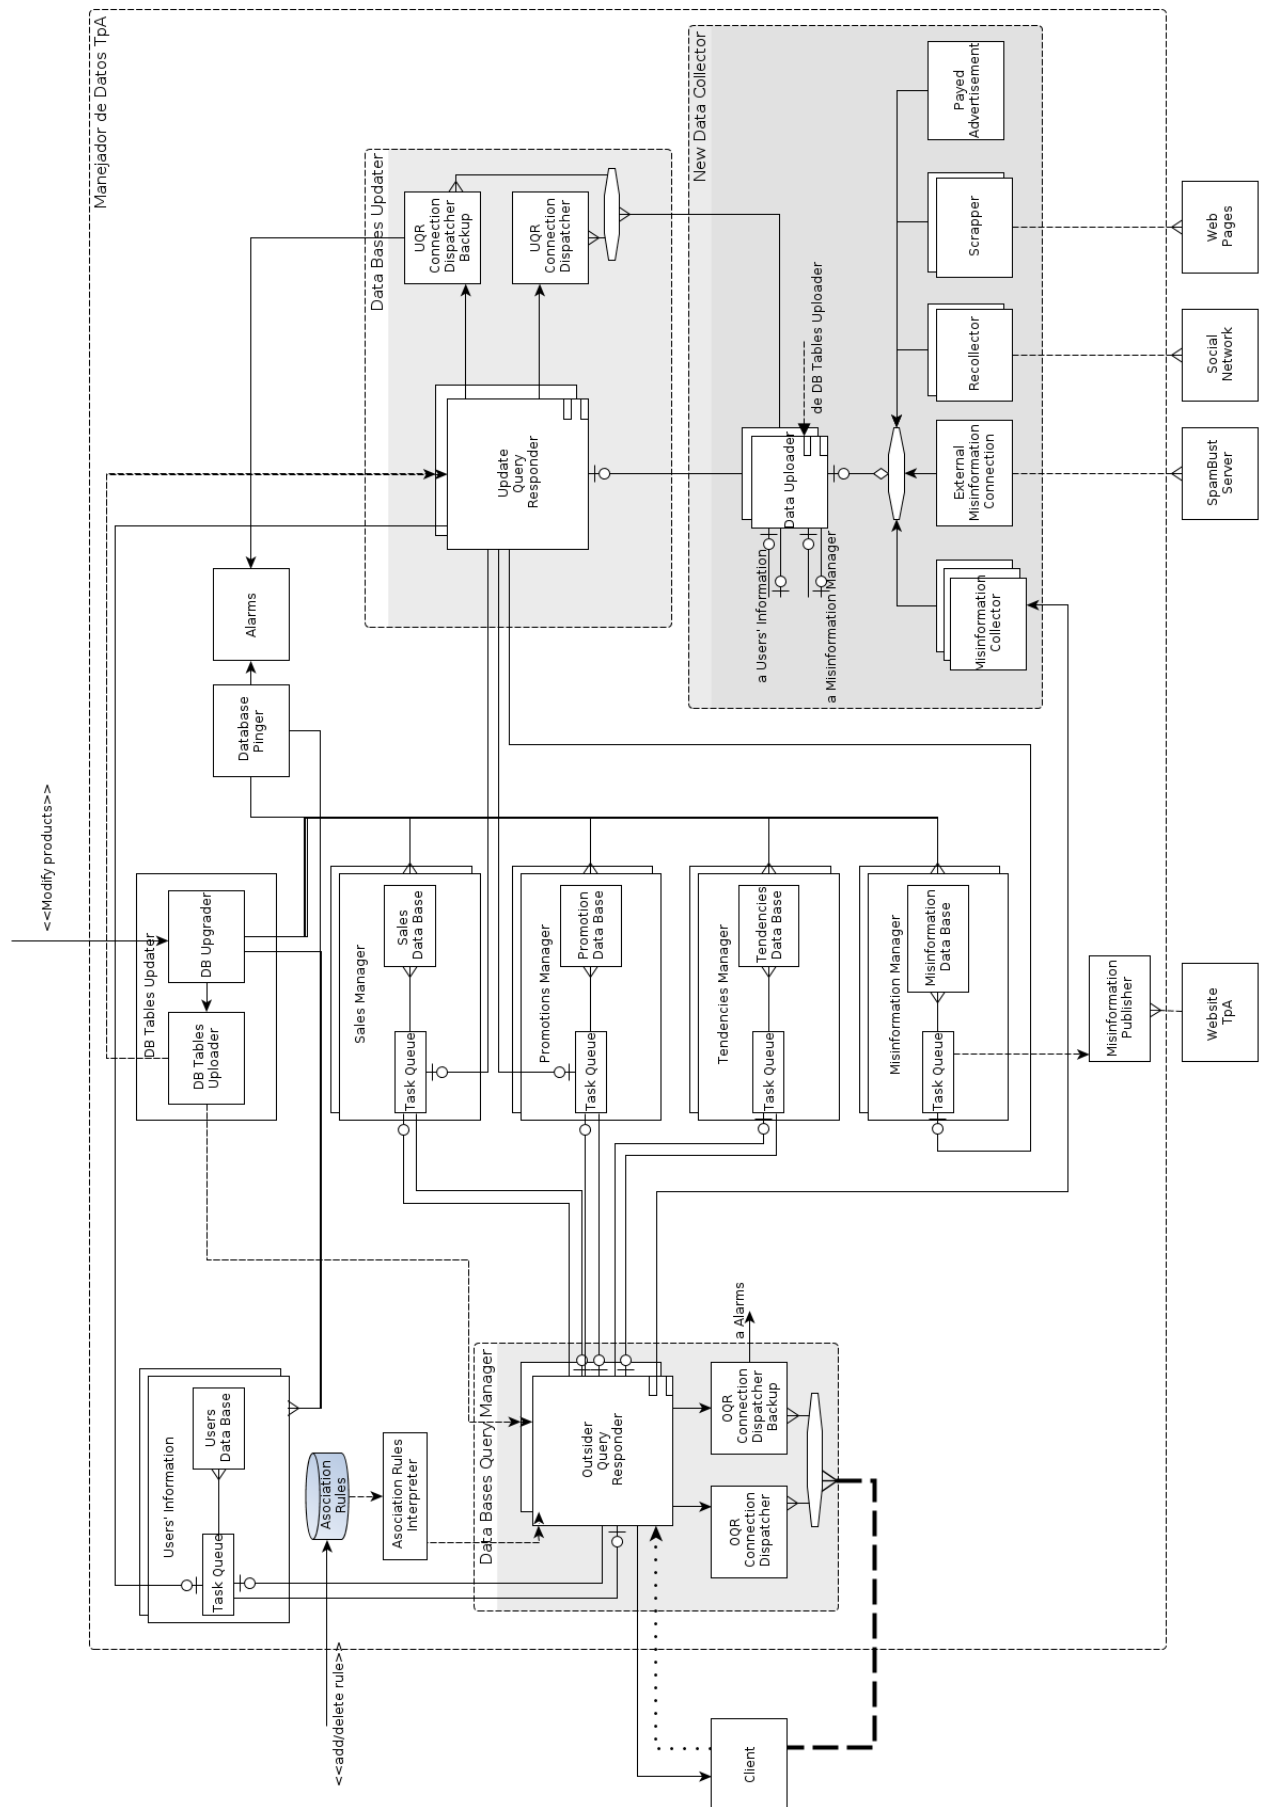 Manejador de Datos TpA
<<Modify products>>
Data Bases Updater
UQR
Connection
Dispatcher
Backup
UQR
Connection
Dispatcher
Update
Query
Responder
New Data Collector
Payed
Advertisement
Scrapper
Recollector
External
Misinformation
Connection
Misinformation
Collector
Data Uploader
de DB Tables Uploader
a Users' Information
a Misinformation Manager
Web
Pages
Social
Network
SpamBust
Server
Alarms
Database
Pinger
DB Tables Updater
DB Upgrader
DB Tables
Uploader
Sales Manager
Sales
Data Base
Task Queue
Promotions Manager
Promotion
Data Base
Task Queue
Tendencies Manager
Tendencies
Data Base
Task Queue
Misinformation Manager
Misinformation
Data Base
Task Queue
Misinformation
Publisher
Website
TpA
Users' Information
Users
Data Base
Task Queue
Asociation
Rules
Asociation Rules
Interpreter
<<add/delete rule>>
Data Bases Query Manager
Outsider
Query
Responder
a Alarms
OQR
Connection
Dispatcher
Backup
OQR
Connection
Dispatcher
Client